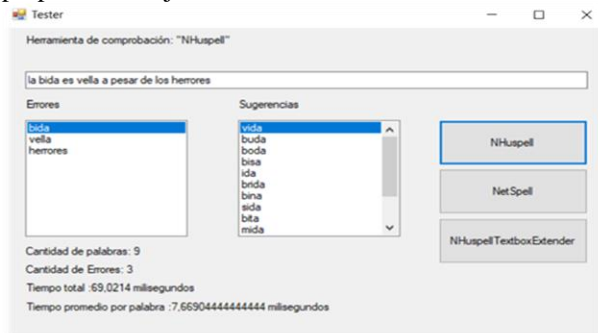 Tester
Herramienta de comprobación: "NHuspell"
la bida es vella a pesar de los herrores
Errores
Sugerencias
bida
vella
herrores
vida
buda
boda
bisa
ida
brida
bina
sida
bita
mida
NHuspell
NetSpell
NHuspellTextboxExtender
Cantidad de palabras: 9
Cantidad de Errores: 3
Tiempo total :69,0214 milisegundos
Tiempo promedio por palabra :7,66904444444444 milisegundos